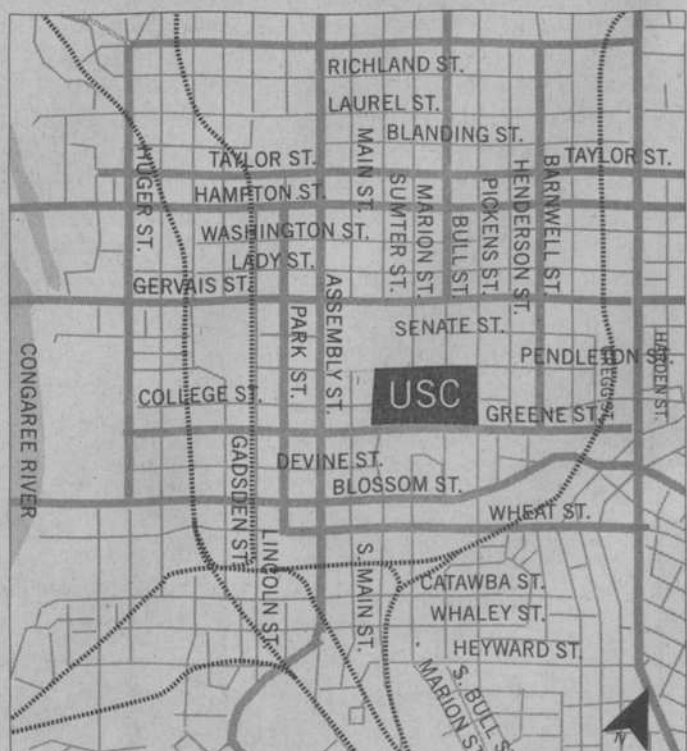 RICHLAND ST.
LAUREL ST.
BLANDING ST.
TAYLOR ST.
TAYLOR ST.
HAMPTON ST.
WASHINGTON ST.
LADY ST.
GERVAIS ST.
HUGER ST.
MAIN ST.
SUMTER ST.
MARION ST.
BULL ST.
PICKENS ST.
HENDERSON ST.
BARNWELL ST.
SENATE ST.
PENDLETON ST.
HARDEN ST.
PARK ST.
ASSEMBLY ST.
CONGAREE RIVER
COLLEGE ST.
USC
GREENE ST.
GADSDEN ST.
DEVINE ST.
BLOSSOM ST.
WHEAT ST.
LINCOLN ST.
S. MAIN ST.
CATAWBA ST.
WHALEY ST.
HEYWARD ST.
S. BULL S
MARION S
N